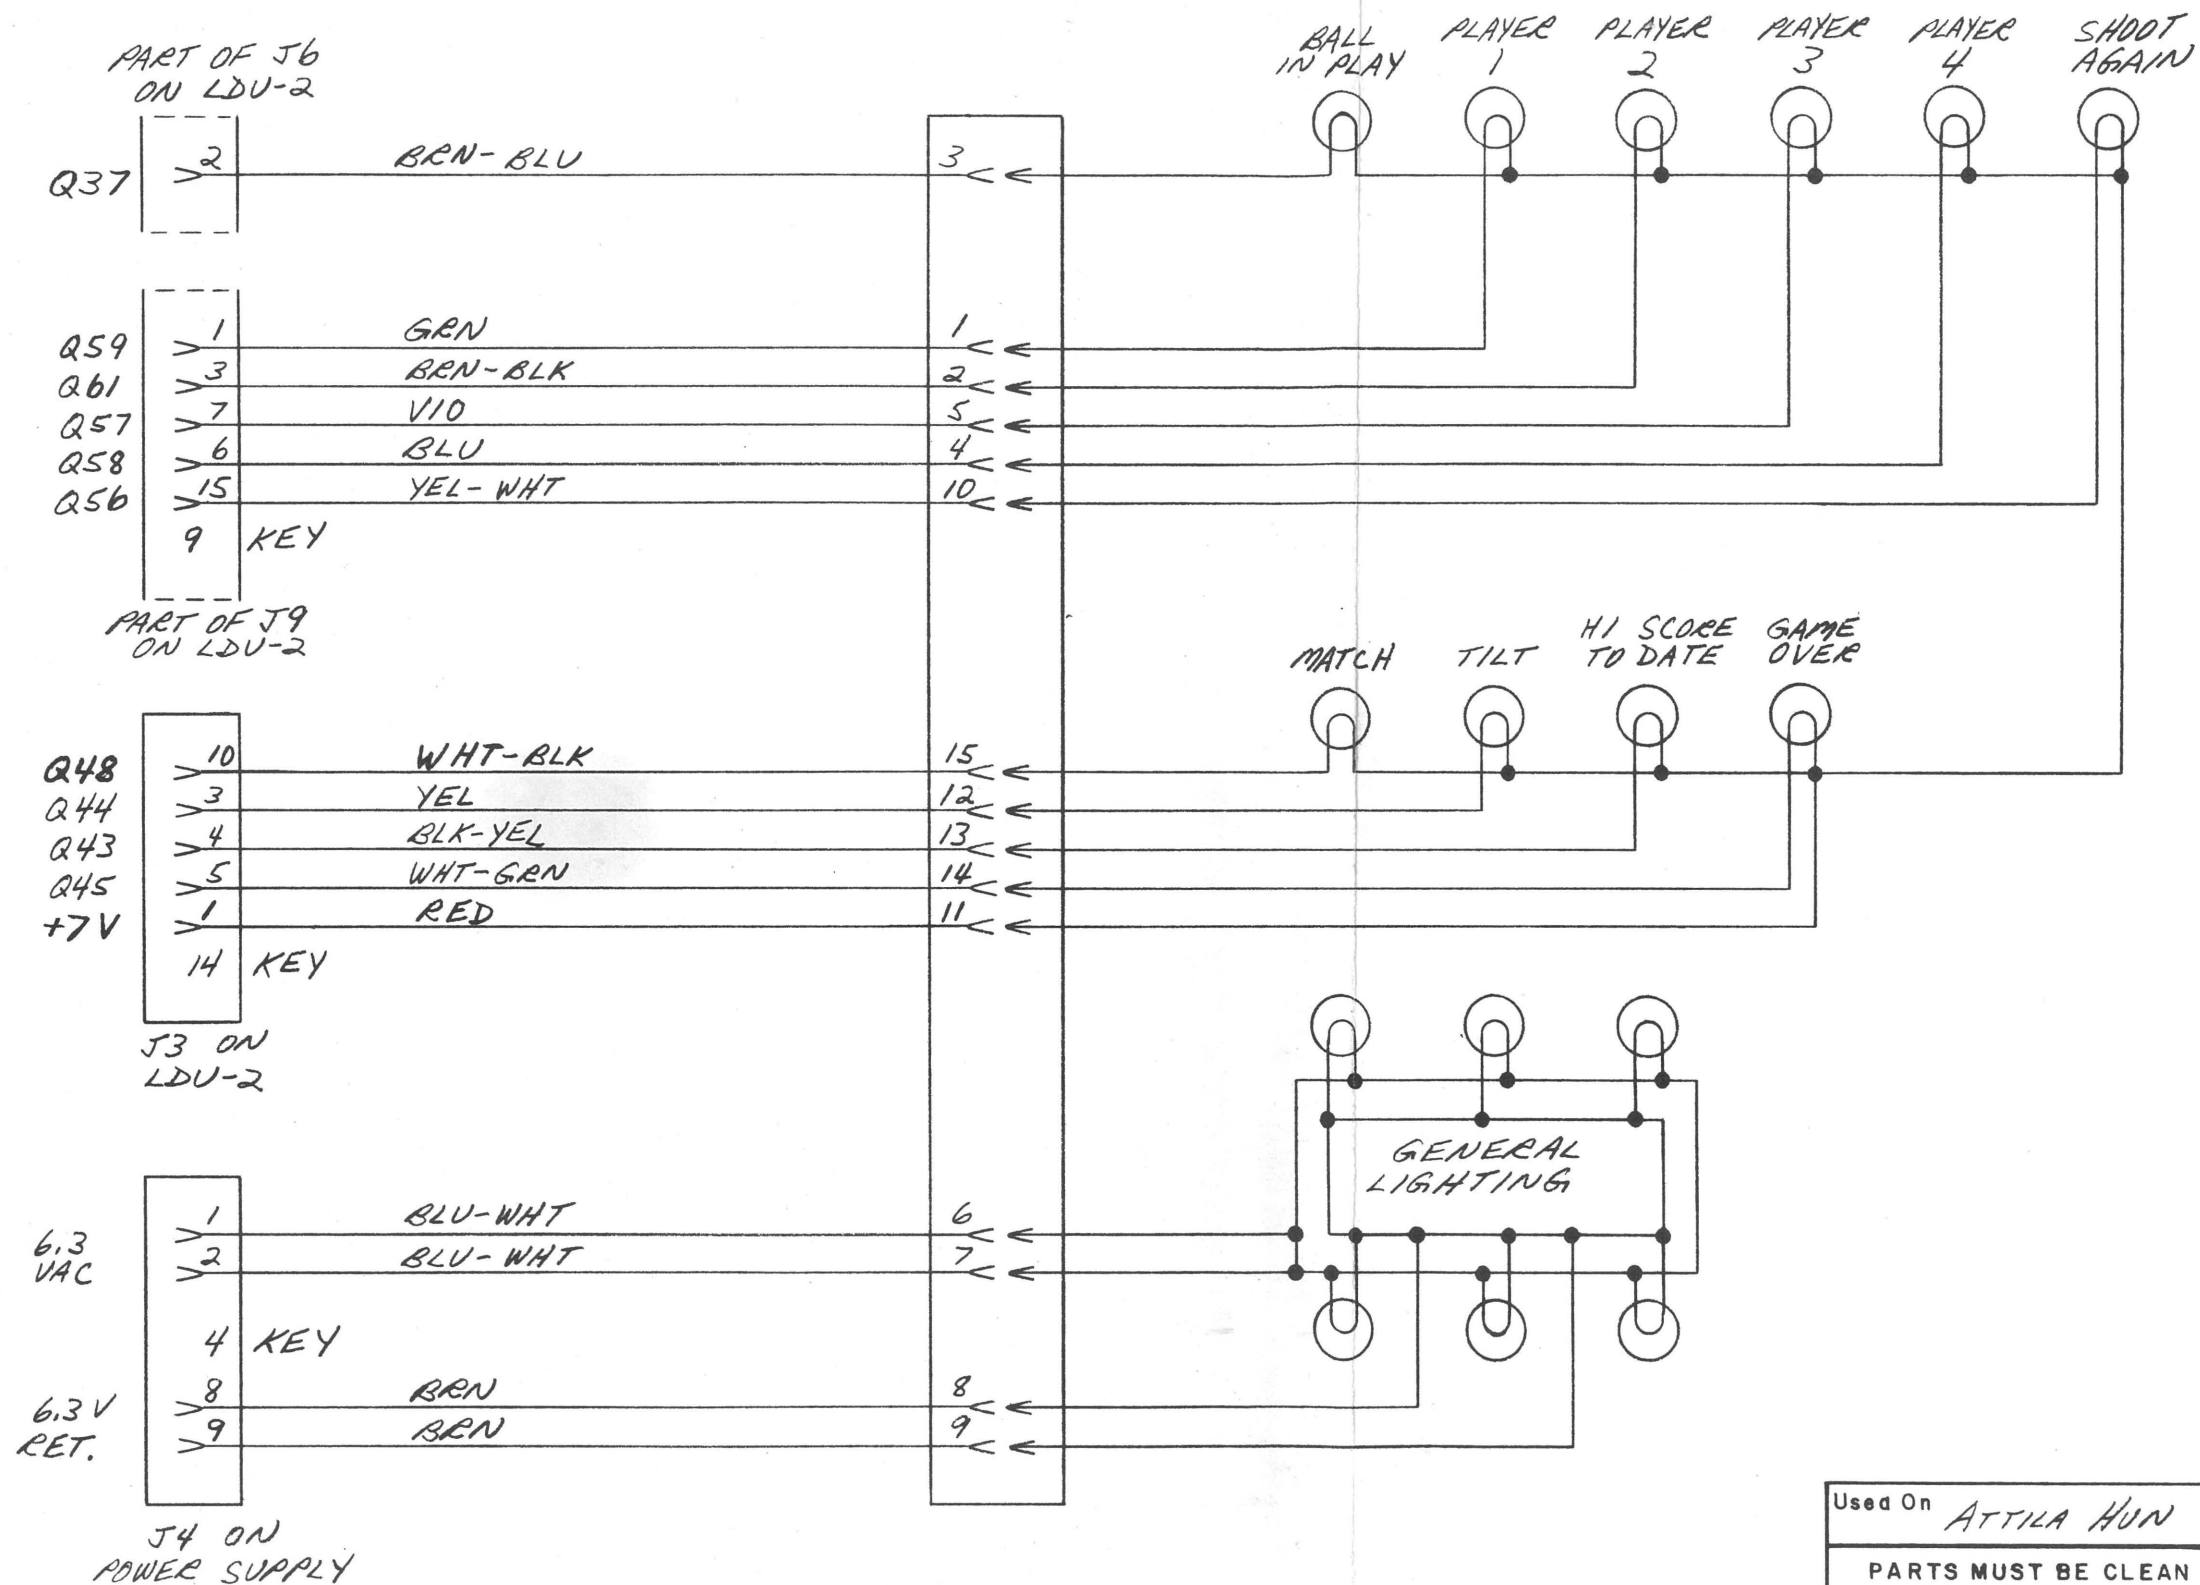 PART OF J6
ON LDU-2
BALL
IN PLAY
PLAYER
1
PLAYER
2
PLAYER
3
PLAYER
4
SHOOT
AGAIN
Q37 2 BRN-BLU 3
Q59 1 GRN 1
Q61 3 BRN-BLK 2
Q57 7 VIO 5
Q58 6 BLU 4
Q56 15 YEL-WHT 10
9 KEY
PART OF J9
ON LDU-2
MATCH
TILT
HI SCORE
TO DATE
GAME
OVER
Q48 10 WHT-BLK 15
Q44 3 YEL 12
Q43 4 BLK-YEL 13
Q45 5 WHT-GRN 14
+7V 1 RED 11
14 KEY
J3 ON
LDU-2
GENERAL
LIGHTING
6.3
VAC
1 BLU-WHT 6
2 BLU-WHT 7
4 KEY
6.3V
RET.
8 BRN 8
9 BRN 9
J4 ON
POWER SUPPLY
Used On ATTILA HUN
PARTS MUST BE CLEAN